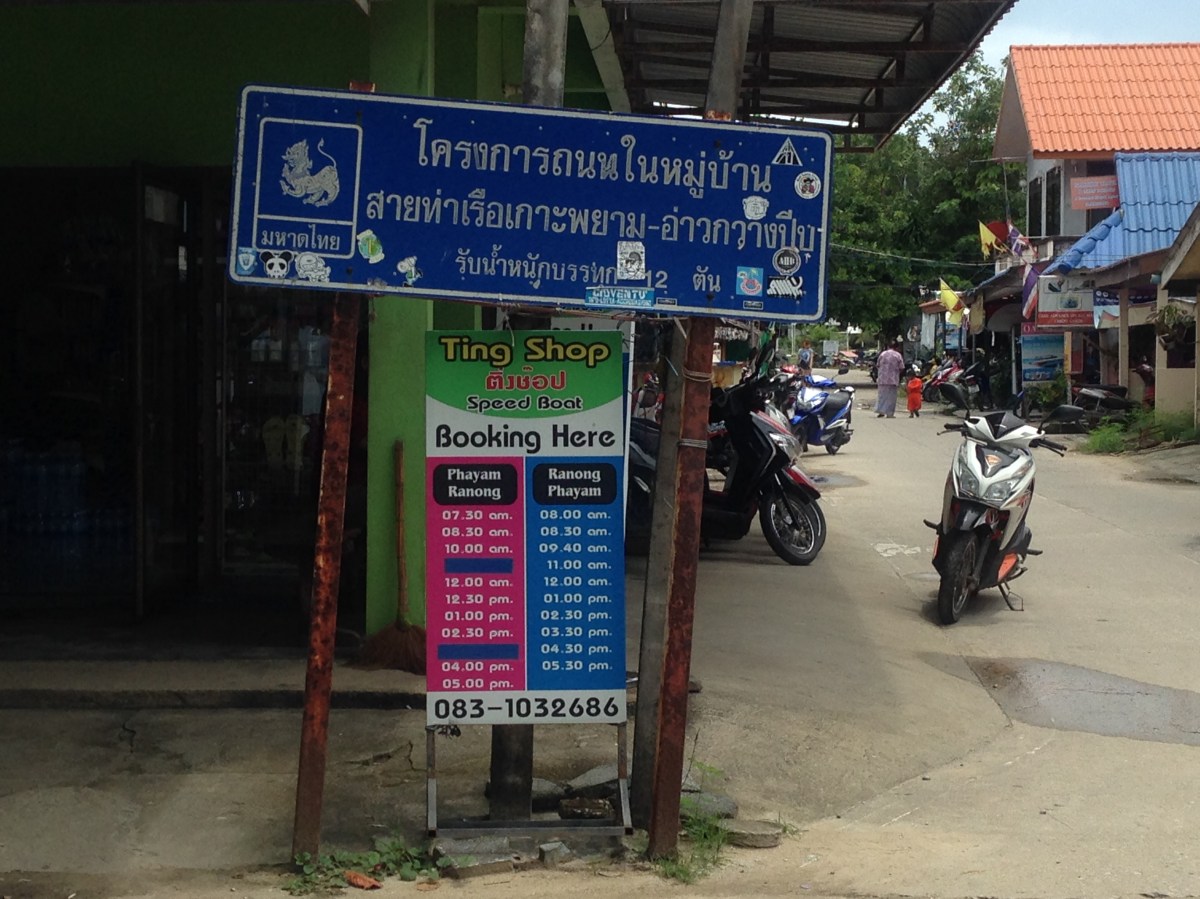 โครงการถนนในหมู่บ้าน
สายท่าเรือเกาะพยาม-อ่าวกวางปีบ
รับน้ำหนักบรรทุก 12 ตัน
มหาดไทย
Ting Shop
ติงช๊อป
Speed Boat
Booking Here
Phayam
Ranong
07.30 am.
08.30 am.
10.00 am.
12.00 am.
12.30 pm.
01.00 pm.
02.30 pm.
04.00 pm.
05.00 pm.
Ranong
Phayam
08.00 am.
08.30 am.
09.40 am.
11.00 am.
12.00 am.
01.00 pm.
02.30 pm.
03.30 pm.
04.30 pm.
05.30 pm.
083-1032686